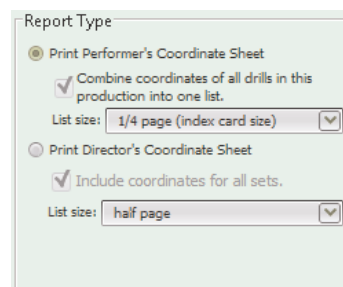 Report Type
Print Performer's Coordinate Sheet
Combine coordinates of all drills in this
production into one list.
List size: 1/4 page (index card size)
Print Director's Coordinate Sheet
Include coordinates for all sets.
List size: half page